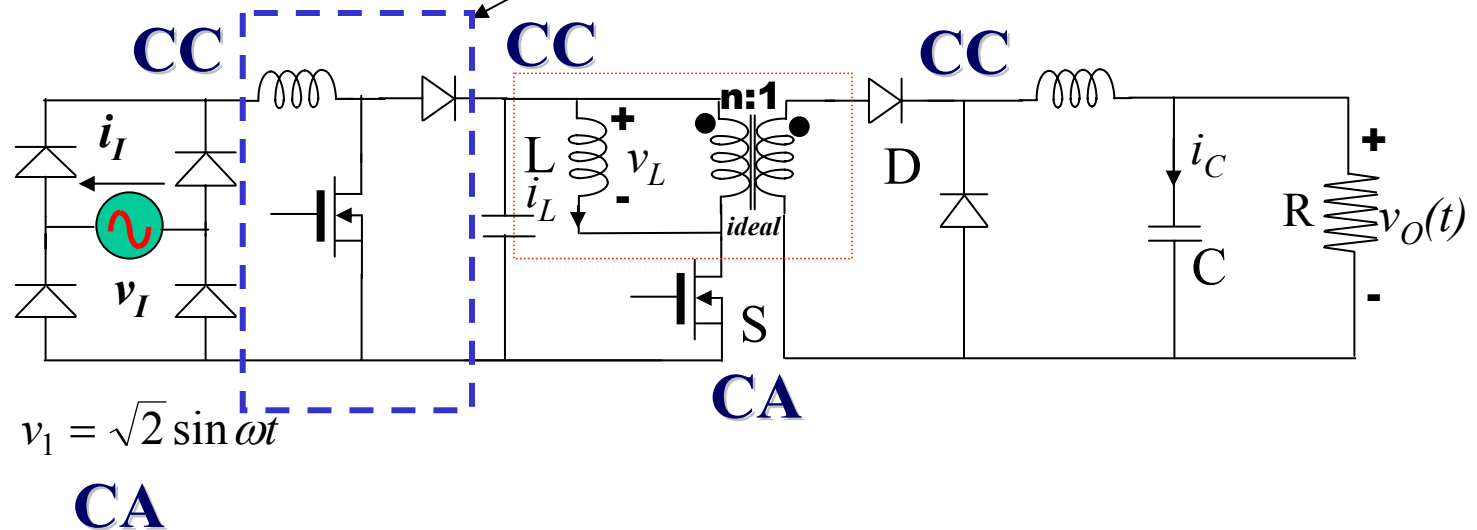 CC
CC
CC
n:1
i_I
L
+
v_L
-
i_L
ideal
D
i_C
+
R
v_O(t)
C
-
v_I
S
CA
v_1 = √2 sin ωt
CA